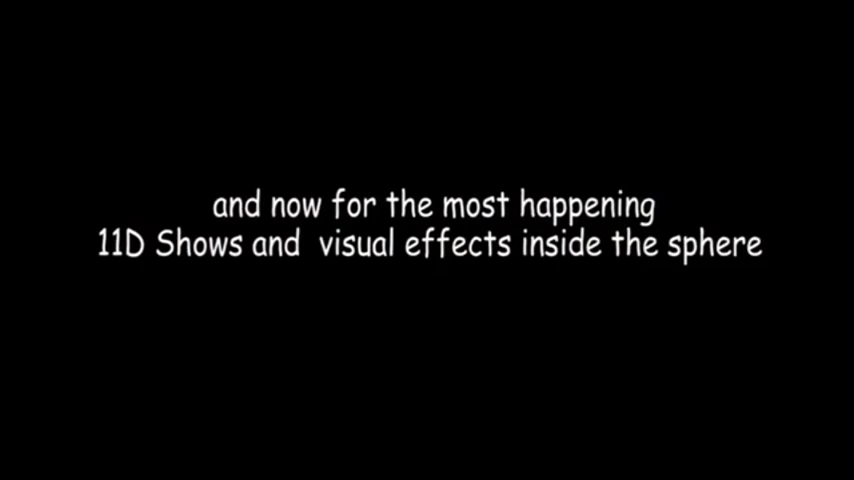 and now for the most happening
11D Shows and  visual effects inside the sphere